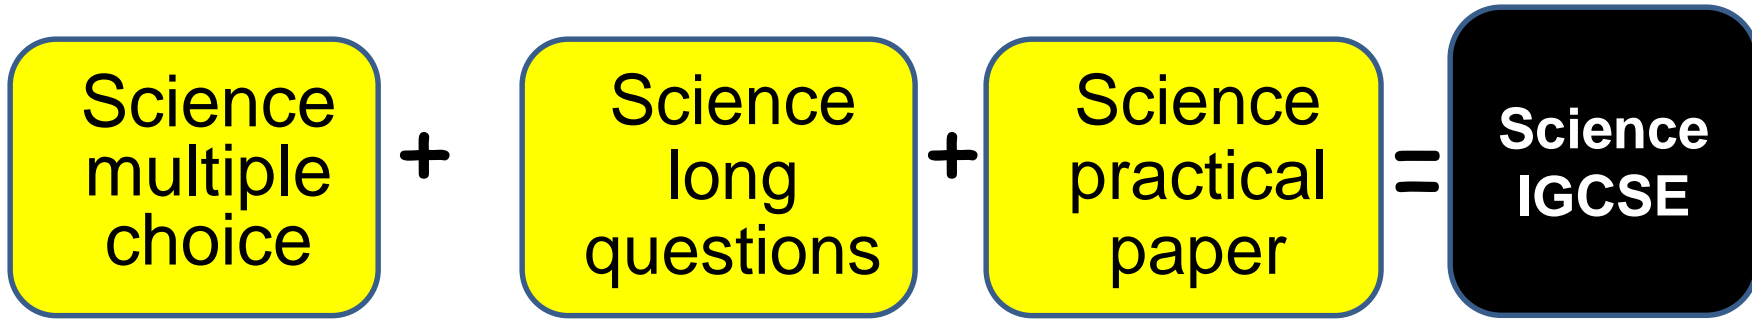 Science
multiple
choice
+
Science
long
questions
+
Science
practical
paper
=
Science
IGCSE